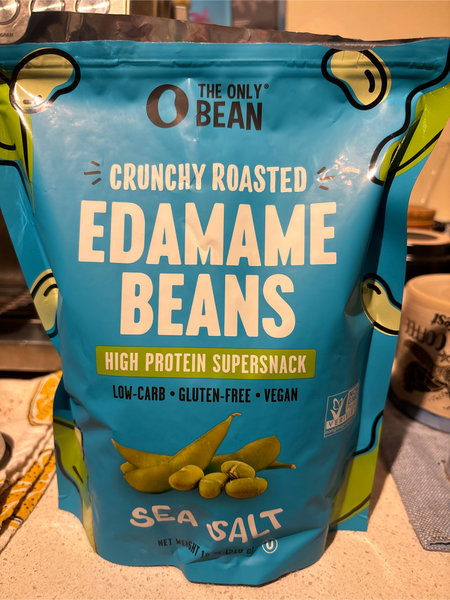 THE ONLY®
BEAN
CRUNCHY ROASTED
EDAMAME
BEANS
HIGH PROTEIN SUPERSNACK
LOW-CARB • GLUTEN-FREE • VEGAN
SEA SALT
NET WEIGHT
COFFEE